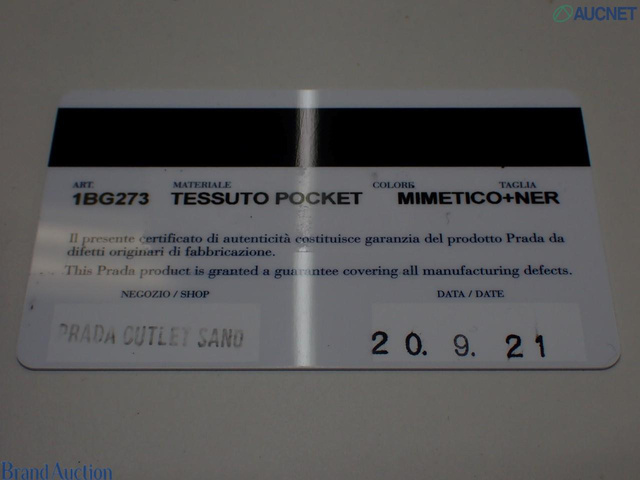 AUCNET
ART. MATERIALE COLORE TAGLIA
1BG273 TESSUTO POCKET MIMETICO+NER
Il presente certificato di autenticità costituisce garanzia del prodotto Prada da
difetti originari di fabbricazione.
This Prada product is granted a guarantee covering all manufacturing defects.
NEGOZIO / SHOP DATA / DATE
PRADA OUTLET SANO 20. 9. 21
Brand Auction